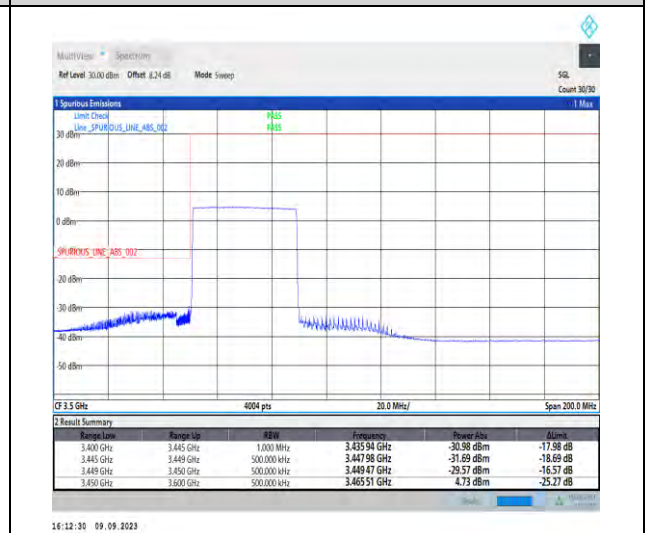 MultiView Spectrum
Ref Level 30.00 dBm Offset 8.24 dB Mode Sweep SGL
Count 30/30
1 Spurious Emissions 1 Max
Limit Check PASS
Line _SPURIOUS_LINE_ABS_002 PASS
30 dBm
20 dBm
10 dBm
0 dBm
_SPURIOUS_LINE_ABS_002
-20 dBm
-30 dBm
-40 dBm
-50 dBm
CF 3.5 GHz 4004 pts 20.0 MHz/ Span 200.0 MHz
2 Result Summary
Range Low Range Up RBW Frequency Power Abs ΔLimit
3.400 GHz 3.445 GHz 1.000 MHz 3.435 94 GHz -30.98 dBm -17.98 dB
3.445 GHz 3.449 GHz 500.000 kHz 3.447 98 GHz -31.69 dBm -18.69 dB
3.449 GHz 3.450 GHz 500.000 kHz 3.449 47 GHz -29.57 dBm -16.57 dB
3.450 GHz 3.600 GHz 500.000 kHz 3.465 51 GHz 4.73 dBm -25.27 dB
16:12:30 09.09.2023